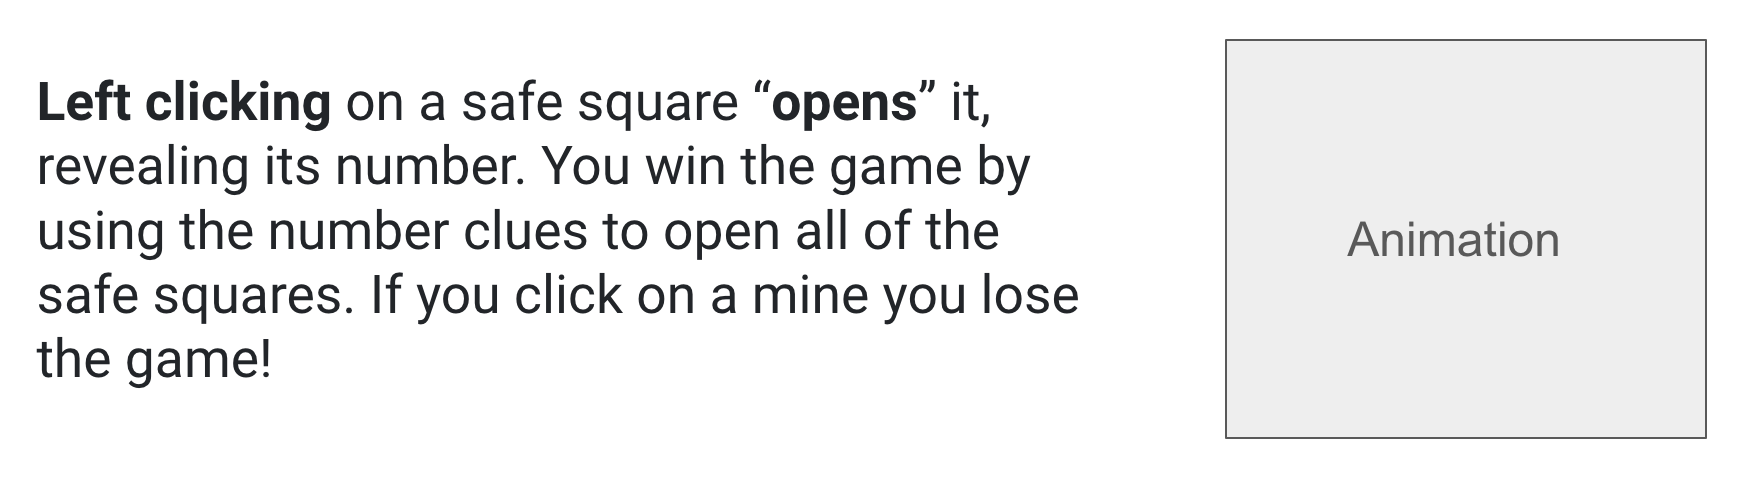 Left clicking on a safe square “opens” it,
revealing its number. You win the game by
using the number clues to open all of the
safe squares. If you click on a mine you lose
the game!
Animation